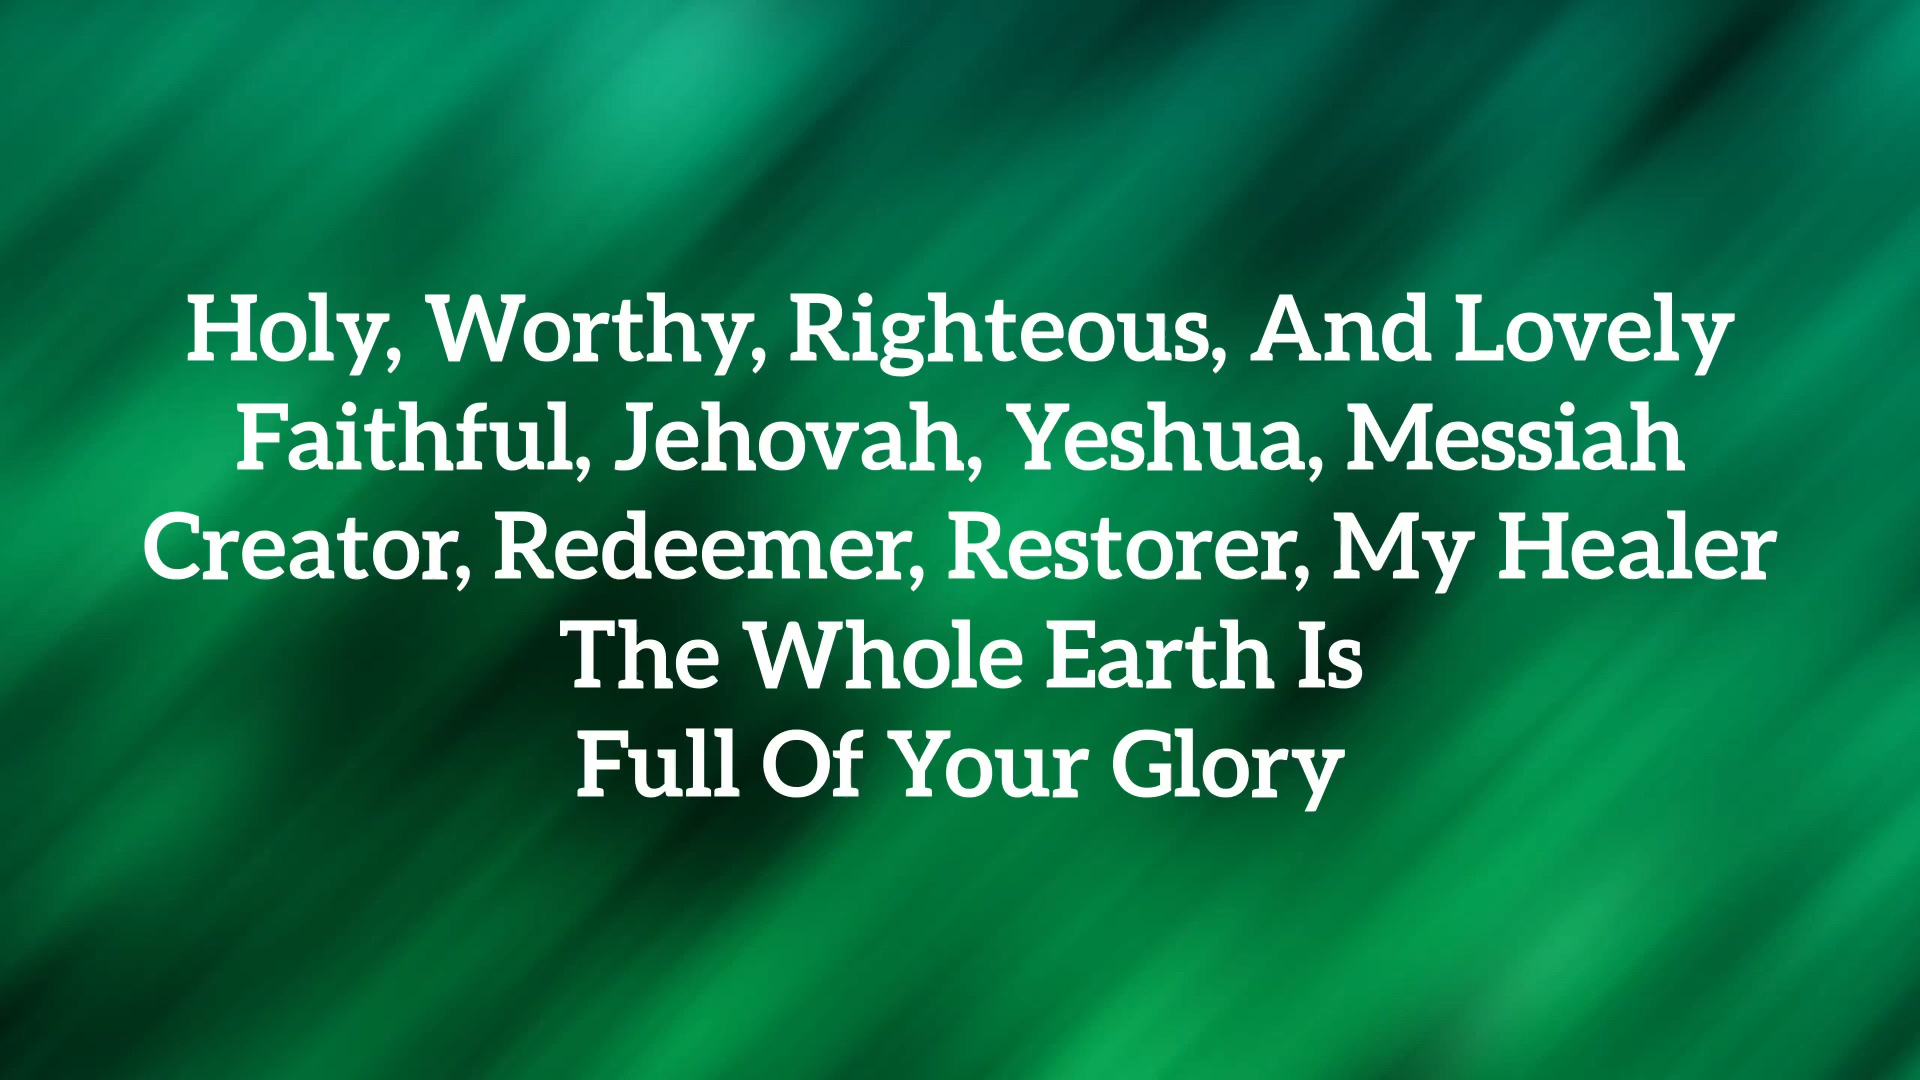 Holy, Worthy, Righteous, And Lovely
Faithful, Jehovah, Yeshua, Messiah
Creator, Redeemer, Restorer, My Healer
The Whole Earth Is
Full Of Your Glory